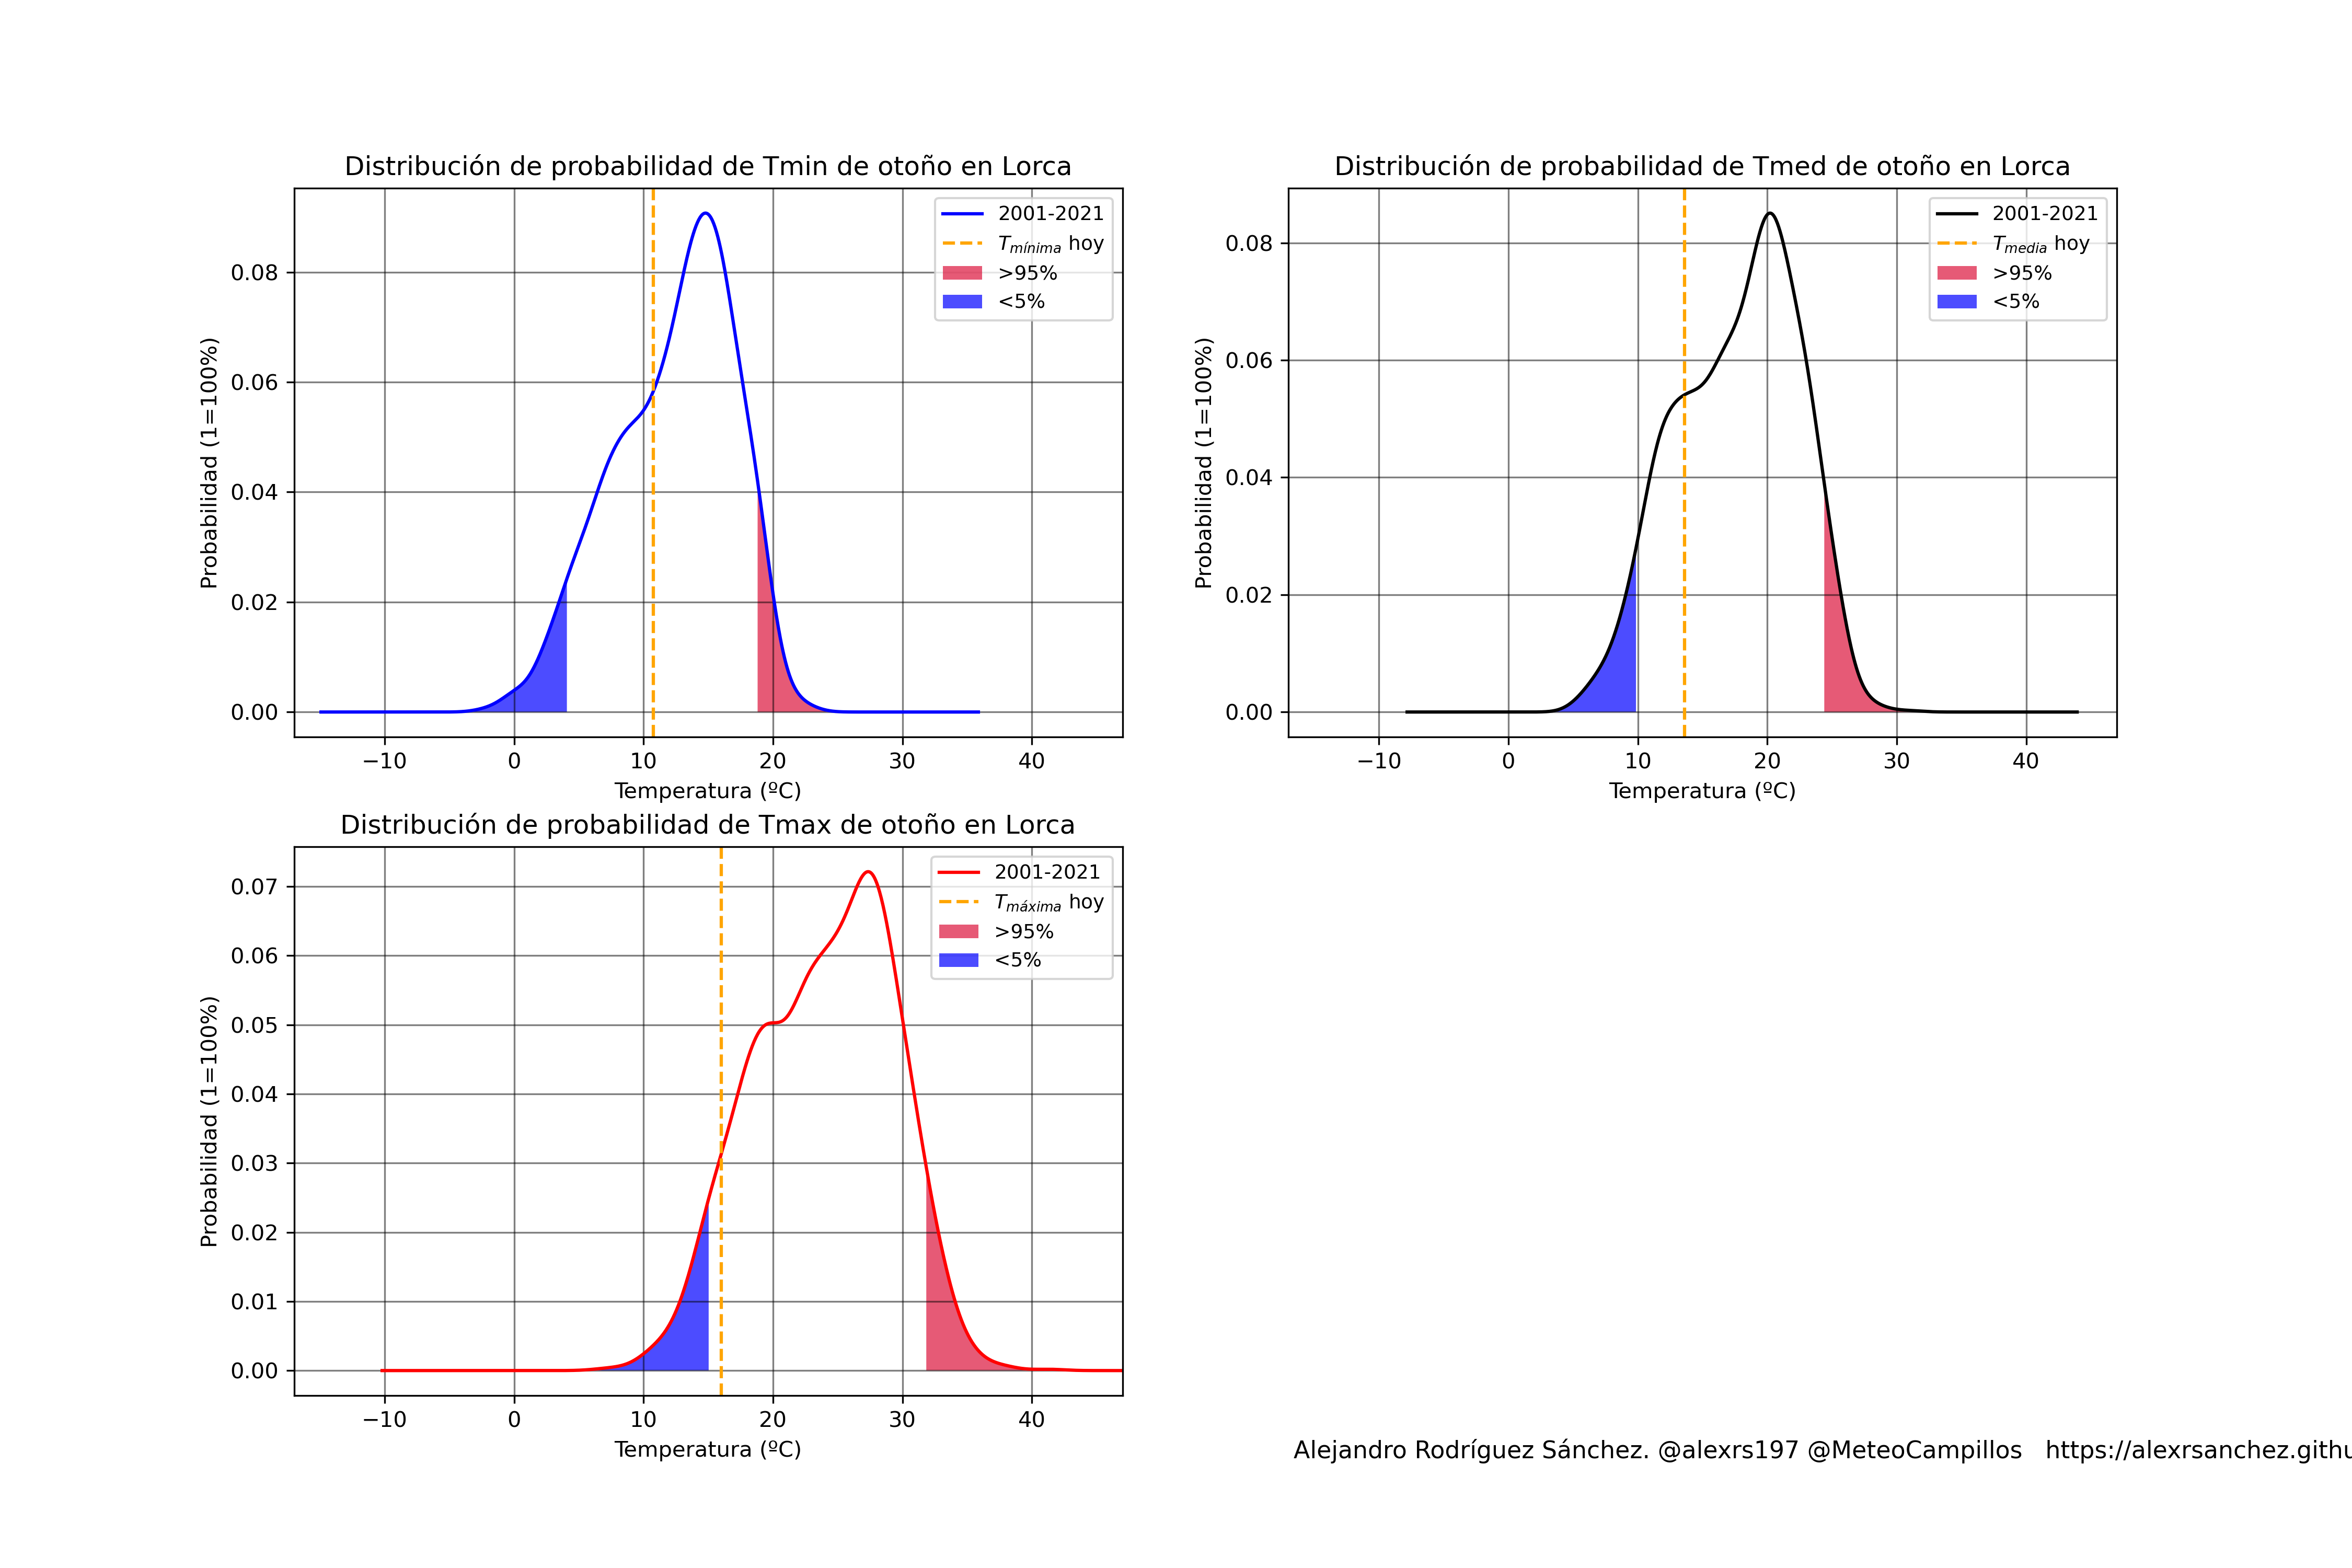 Distribución de probabilidad de Tmin de otoño en Lorca
Probabilidad (1=100%)
0.08
0.06
0.04
0.02
0.00
−10 0 10 20 30 40
Temperatura (ºC)
2001-2021
Tmínima hoy
>95%
<5%
Distribución de probabilidad de Tmed de otoño en Lorca
Probabilidad (1=100%)
0.08
0.06
0.04
0.02
0.00
−10 0 10 20 30 40
Temperatura (ºC)
2001-2021
Tmedia hoy
>95%
<5%
Distribución de probabilidad de Tmax de otoño en Lorca
Probabilidad (1=100%)
0.07
0.06
0.05
0.04
0.03
0.02
0.01
0.00
−10 0 10 20 30 40
Temperatura (ºC)
2001-2021
Tmáxima hoy
>95%
<5%
Alejandro Rodríguez Sánchez. @alexrs197 @MeteoCampillos https://alexrsanchez.githu